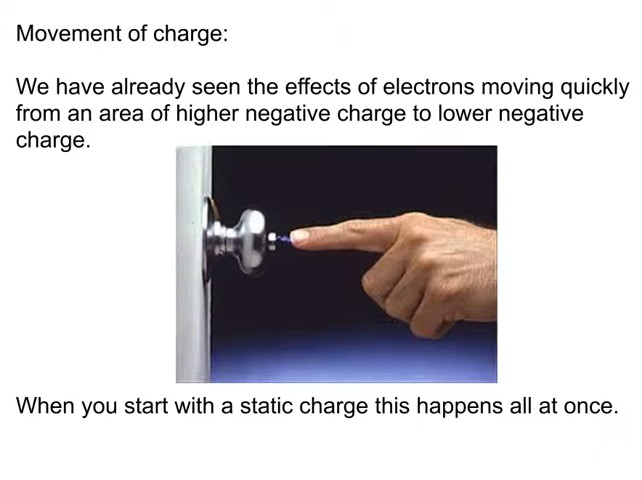 Movement of charge:
We have already seen the effects of electrons moving quickly
from an area of higher negative charge to lower negative
charge.
When you start with a static charge this happens all at once.